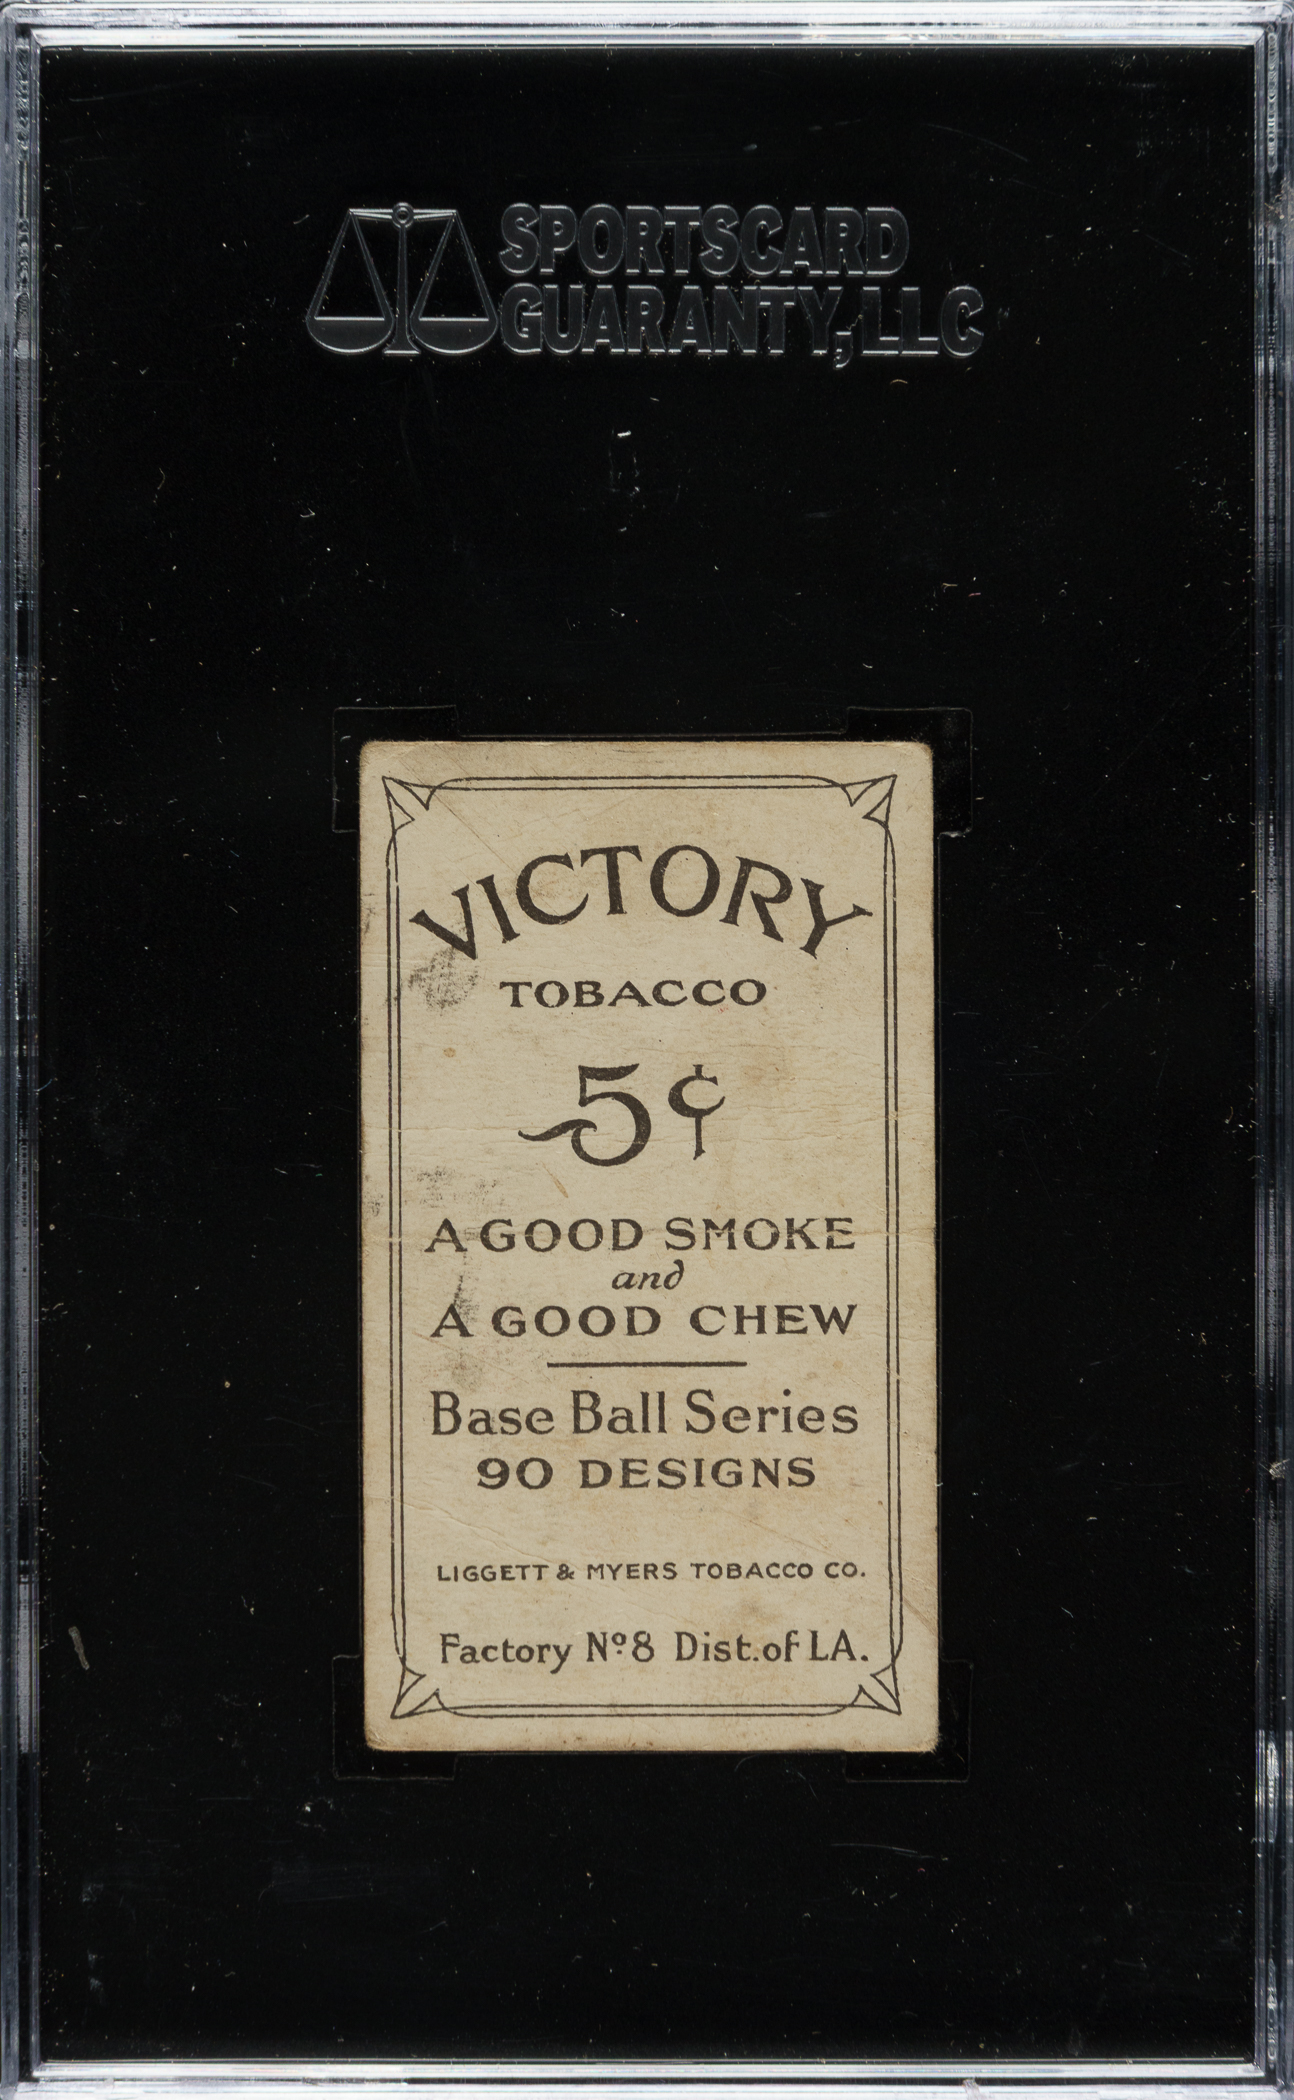 SPORTSCARD
GUARANTY, LLC
VICTORY
TOBACCO
5¢
A GOOD SMOKE
and
A GOOD CHEW
Base Ball Series
90 DESIGNS
LIGGETT & MYERS TOBACCO CO.
Factory Nº 8 Dist. of LA.